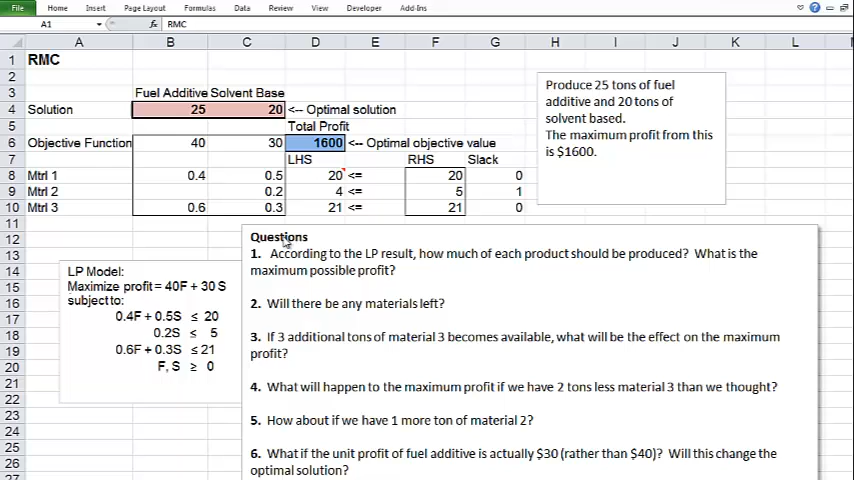 File Home Insert Page Layout Formulas Data Review View Developer Add-Ins
A1 fx RMC
A B C D E F G H I J K L
1 RMC
2
3 Fuel Additive Solvent Base
4 Solution 25 20 <-- Optimal solution
5 Total Profit
6 Objective Function 40 30 1600 <-- Optimal objective value
7 LHS RHS Slack
8 Mtrl 1 0.4 0.5 20 <= 20 0
9 Mtrl 2 0.2 4 <= 5 1
10 Mtrl 3 0.6 0.3 21 <= 21 0
11
12
13
14
15
16
17
18
19
20
21
22
23
24
25
26
27
Produce 25 tons of fuel
additive and 20 tons of
solvent based.
The maximum profit from this
is $1600.
LP Model:
Maximize profit = 40F + 30 S
subject to:
0.4F + 0.5S ≤ 20
0.2S ≤ 5
0.6F + 0.3S ≤ 21
F, S ≥ 0
Questions
1. According to the LP result, how much of each product should be produced? What is the
maximum possible profit?
2. Will there be any materials left?
3. If 3 additional tons of material 3 becomes available, what will be the effect on the maximum
profit?
4. What will happen to the maximum profit if we have 2 tons less material 3 than we thought?
5. How about if we have 1 more ton of material 2?
6. What if the unit profit of fuel additive is actually $30 (rather than $40)? Will this change the
optimal solution?